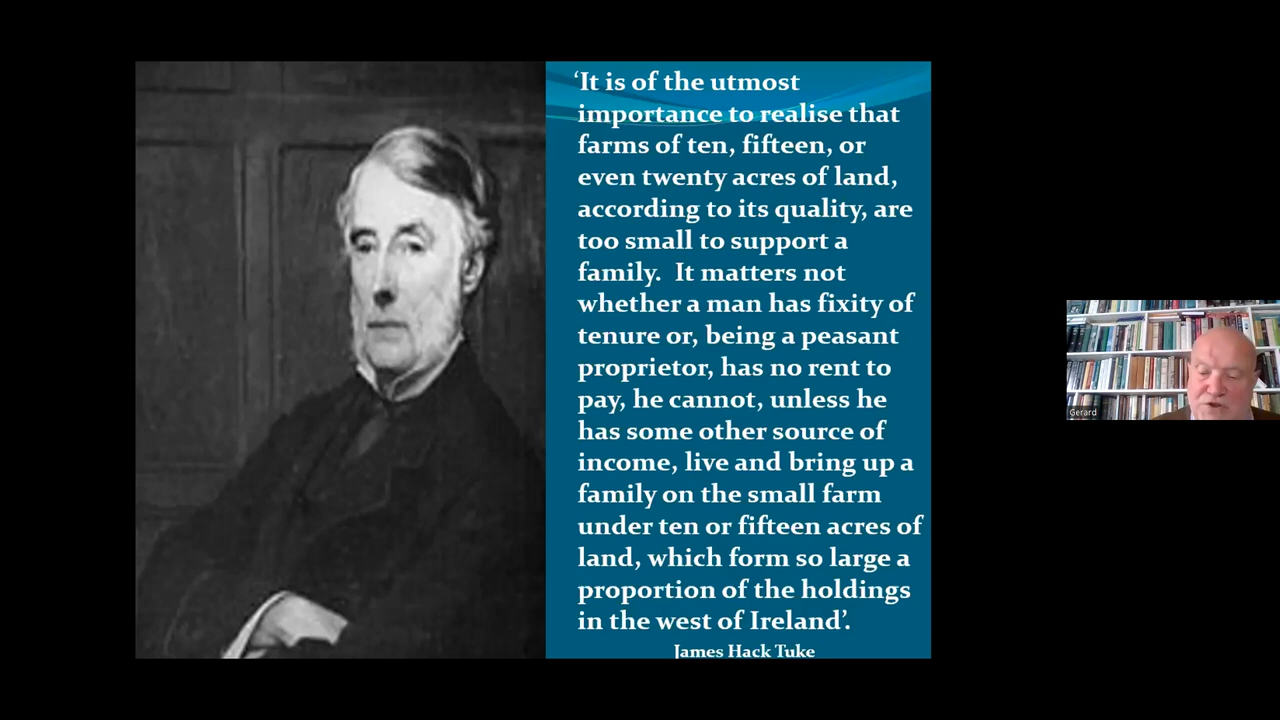 ‘It is of the utmost
importance to realise that
farms of ten, fifteen, or
even twenty acres of land,
according to its quality, are
too small to support a
family.  It matters not
whether a man has fixity of
tenure or, being a peasant
proprietor, has no rent to
pay, he cannot, unless he
has some other source of
income, live and bring up a
family on the small farm
under ten or fifteen acres of
land, which form so large a
proportion of the holdings
in the west of Ireland’.
James Hack Tuke
Gerard